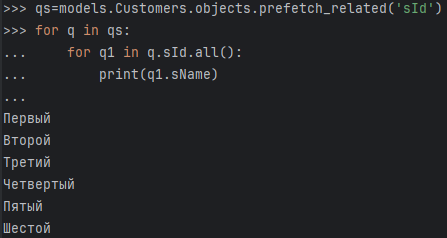 >>> qs=models.Customers.objects.prefetch_related('sId')
>>> for q in qs:
...     for q1 in q.sId.all():
...         print(q1.sName)
...
Первый
Второй
Третий
Четвертый
Пятый
Шестой